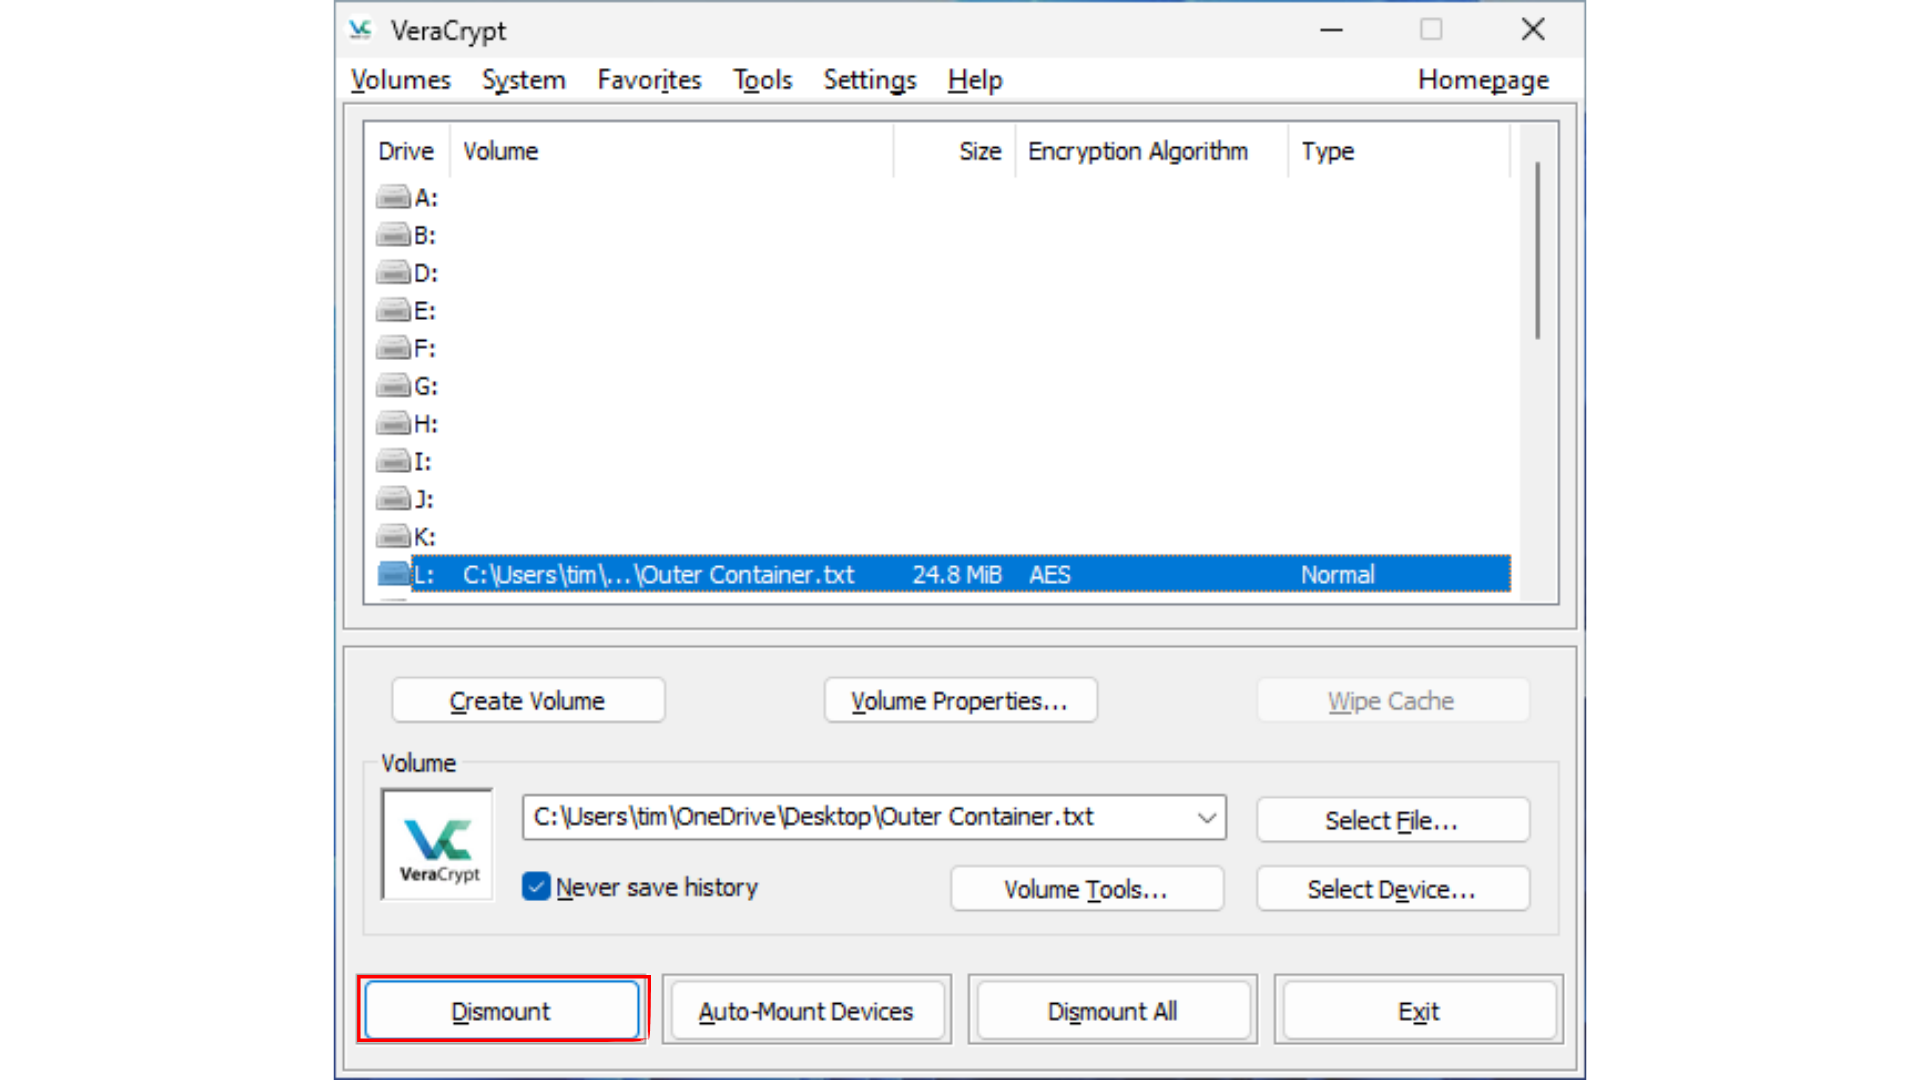 VeraCrypt
Volumes System Favorites Tools Settings Help Homepage
Drive Volume Size Encryption Algorithm Type
A:
B:
D:
E:
F:
G:
H:
I:
J:
K:
L: C:\Users\tim\...\Outer Container.txt 24.8 MiB AES Normal
Create Volume Volume Properties... Wipe Cache
Volume
C:\Users\tim\OneDrive\Desktop\Outer Container.txt Select File...
VeraCrypt
Never save history Volume Tools... Select Device...
Dismount Auto-Mount Devices Dismount All Exit